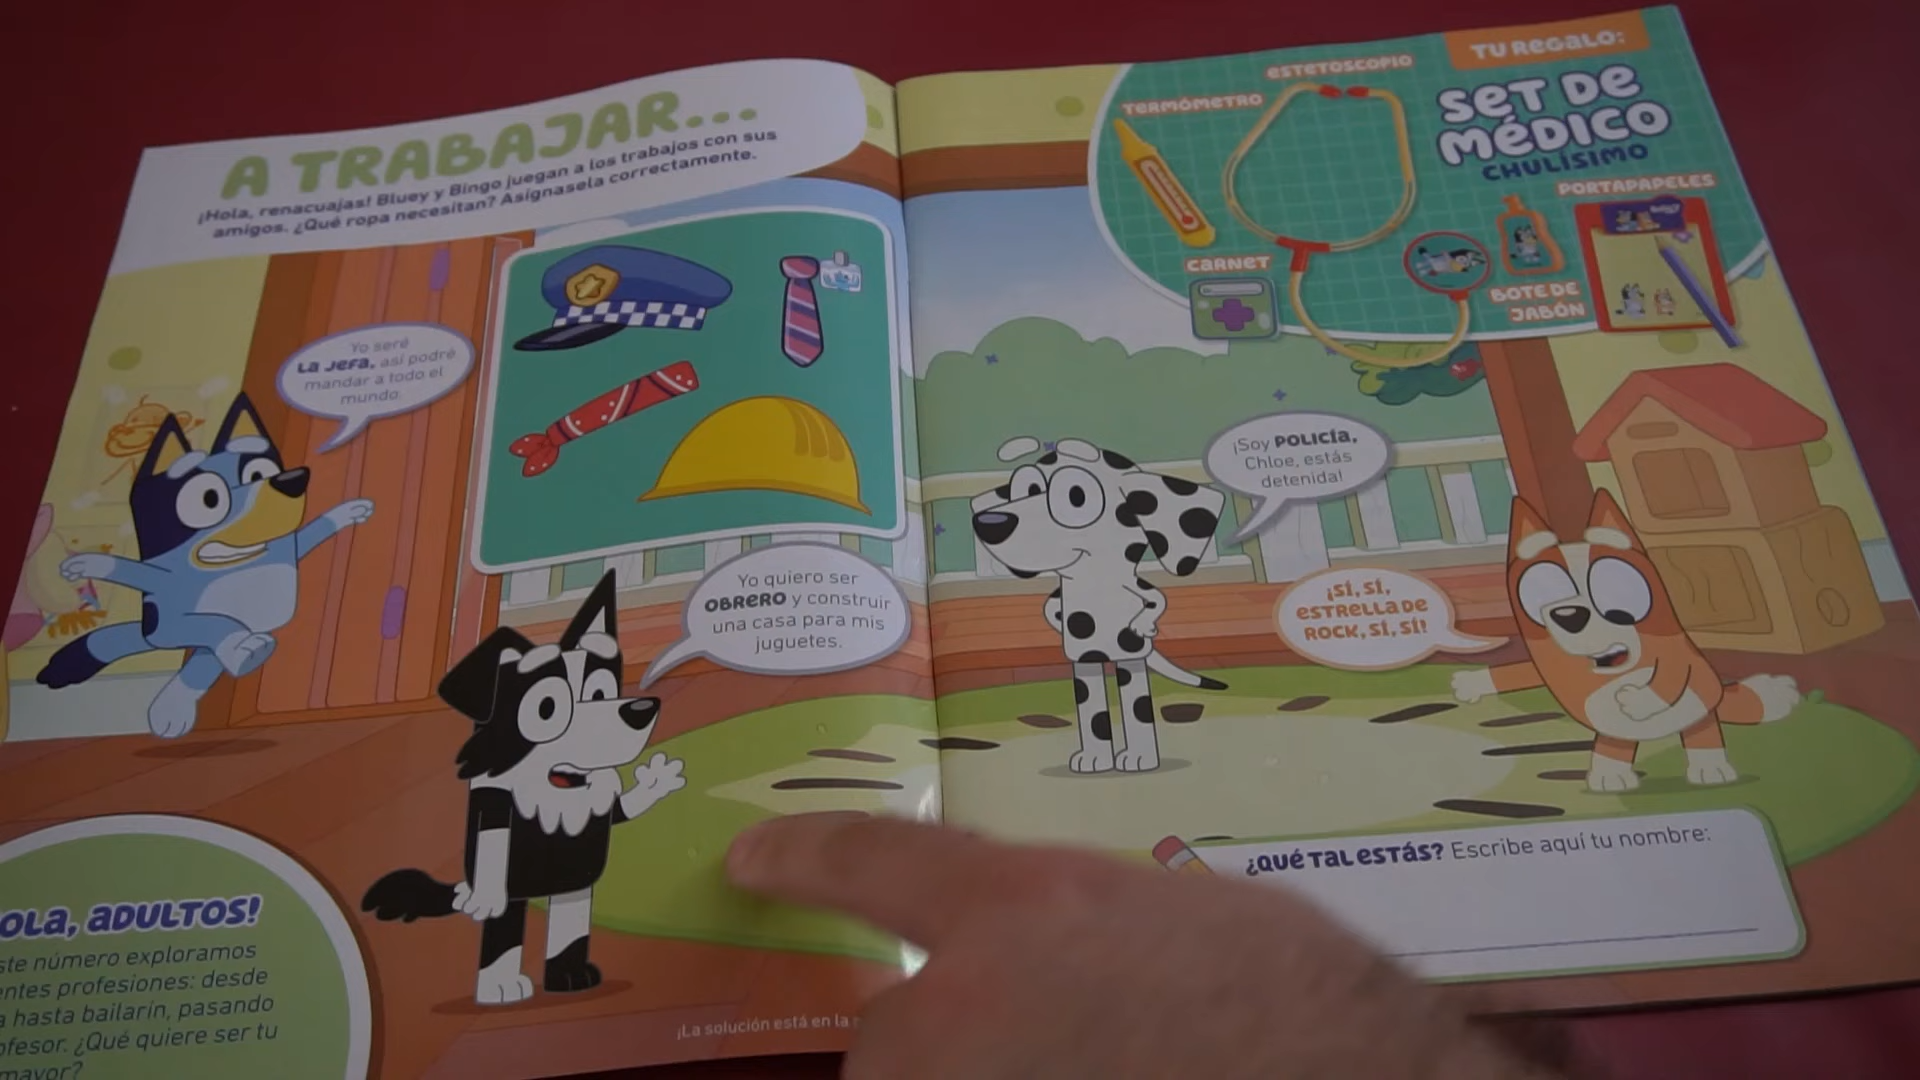 A TRABAJAR...
¡Hola, renacuajas! Bluey y Bingo juegan a los trabajos con sus
amigos. ¿Qué ropa necesitan? Asígnasela correctamente.
Yo seré
LA JEFA, así podré
mandar a todo el
mundo.
Yo quiero ser
OBRERO y construir
una casa para mis
juguetes.
OLA, ADULTOS!
ste número exploramos
entes profesiones: desde
a hasta bailarín, pasando
ofesor. ¿Qué quiere ser tu
mayor?
¡La solución está en la
TU REGALO:
SET DE
MÉDICO
CHULÍSIMO
ESTETOSCOPIO
TERMÓMETRO
PORTAPAPELES
CARNET
BOTE DE
JABÓN
¡Soy POLICÍA,
Chloe, estás
detenida!
¡SÍ, SÍ,
ESTRELLA DE
ROCK, SÍ, SÍ!
¿QUÉ TAL ESTÁS? Escribe aquí tu nombre: